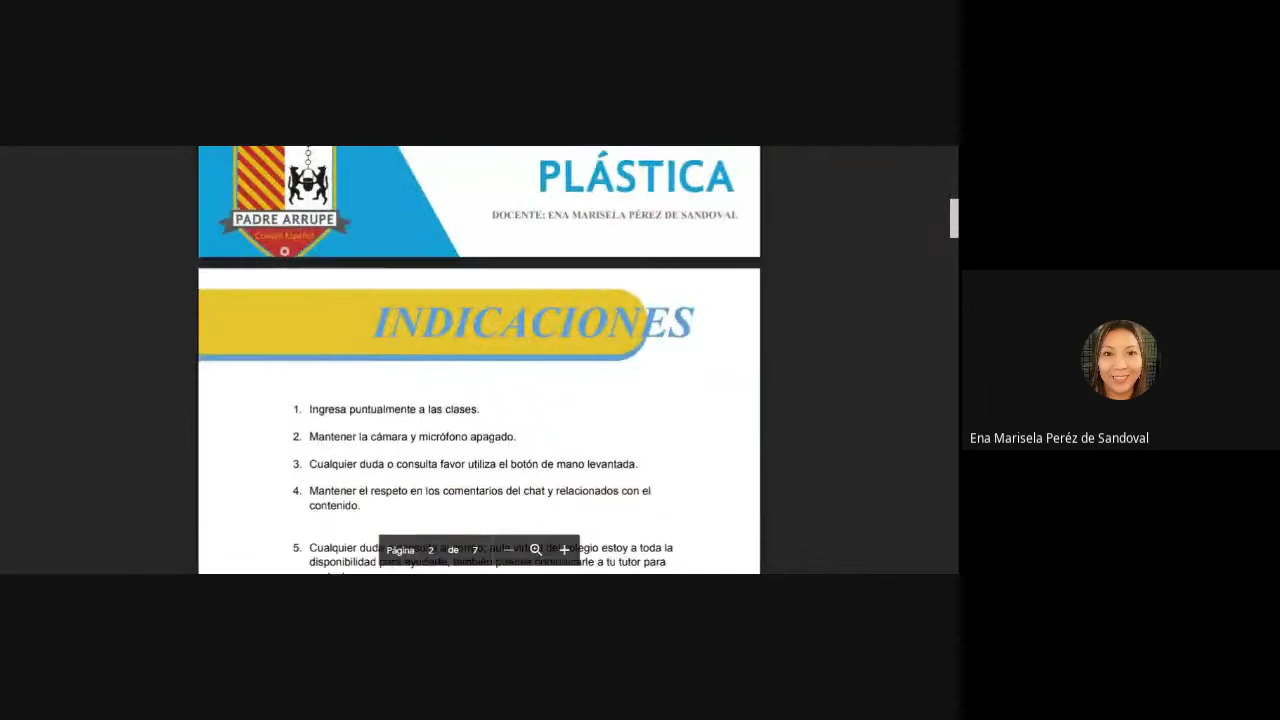 PLÁSTICA
DOCENTE: ENA MARISELA PÉREZ DE SANDOVAL
PADRE ARRUPE
Colegio Español
INDICACIONES
1. Ingresa puntualmente a las clases.
2. Mantener la cámara y micrófono apagado.
3. Cualquier duda o consulta favor utiliza el botón de mano levantada.
4. Mantener el respeto en los comentarios del chat y relacionados con el
contenido.
5. Cualquier duda estoy a toda la
disponibilidad a tu tutor para
Página 2 de 7
Ena Marisela Peréz de Sandoval